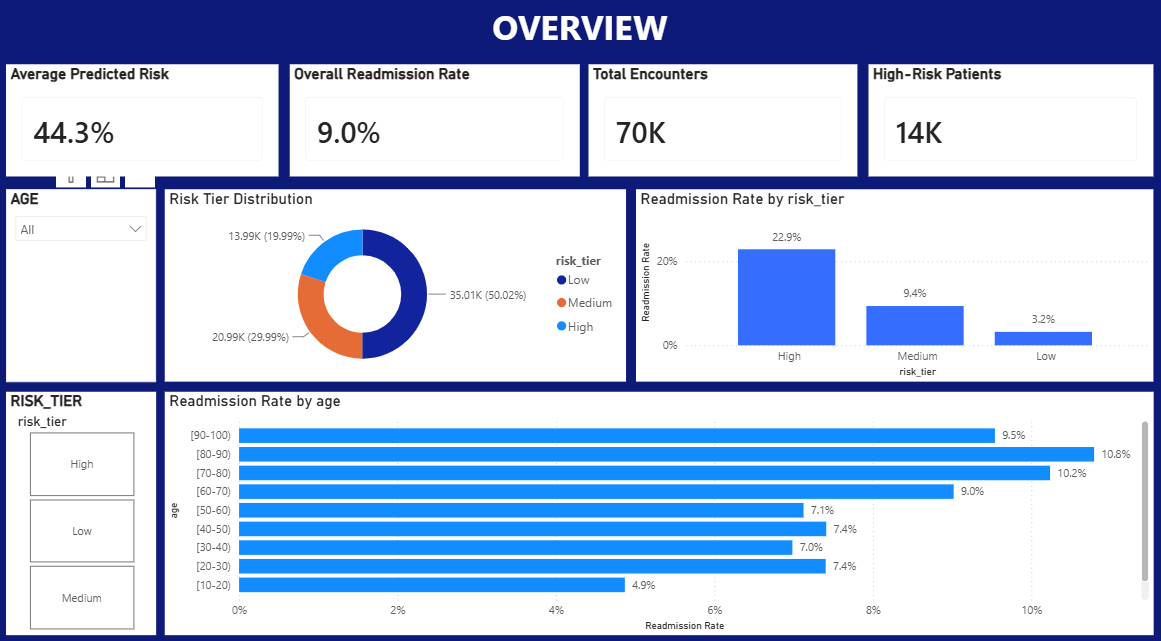 OVERVIEW
Average Predicted Risk
44.3%
Overall Readmission Rate
9.0%
Total Encounters
70K
High-Risk Patients
14K
AGE
All
Risk Tier Distribution
13.99K (19.99%)
35.01K (50.02%)
20.99K (29.99%)
risk_tier
Low
Medium
High
Readmission Rate by risk_tier
Readmission Rate
20%
0%
22.9%
9.4%
3.2%
High
Medium
Low
risk_tier
RISK_TIER
risk_tier
High
Low
Medium
Readmission Rate by age
age
[90-100)
9.5%
[80-90)
10.8%
[70-80)
10.2%
[60-70)
9.0%
[50-60)
7.1%
[40-50)
7.4%
[30-40)
7.0%
[20-30)
7.4%
[10-20)
4.9%
0%
2%
4%
6%
8%
10%
Readmission Rate